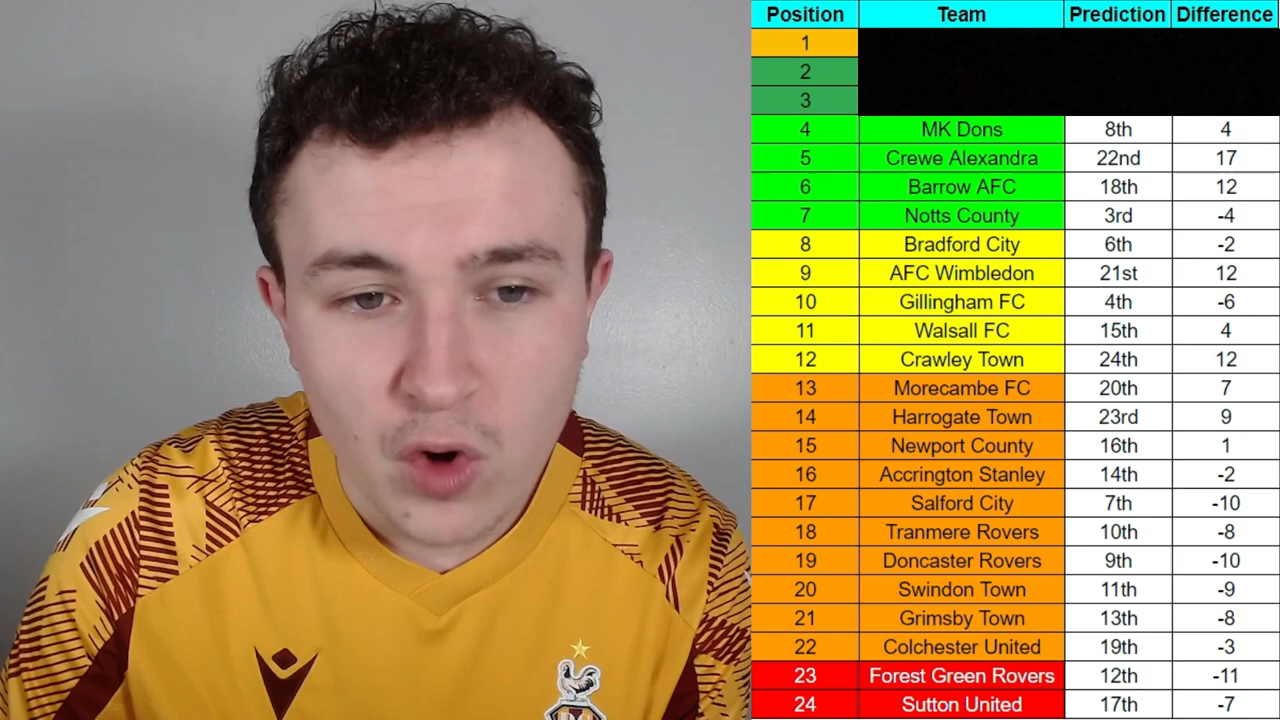 Position Team Prediction Difference
1
2
3
4 MK Dons 8th 4
5 Crewe Alexandra 22nd 17
6 Barrow AFC 18th 12
7 Notts County 3rd -4
8 Bradford City 6th -2
9 AFC Wimbledon 21st 12
10 Gillingham FC 4th -6
11 Walsall FC 15th 4
12 Crawley Town 24th 12
13 Morecambe FC 20th 7
14 Harrogate Town 23rd 9
15 Newport County 16th 1
16 Accrington Stanley 14th -2
17 Salford City 7th -10
18 Tranmere Rovers 10th -8
19 Doncaster Rovers 9th -10
20 Swindon Town 11th -9
21 Grimsby Town 13th -8
22 Colchester United 19th -3
23 Forest Green Rovers 12th -11
24 Sutton United 17th -7